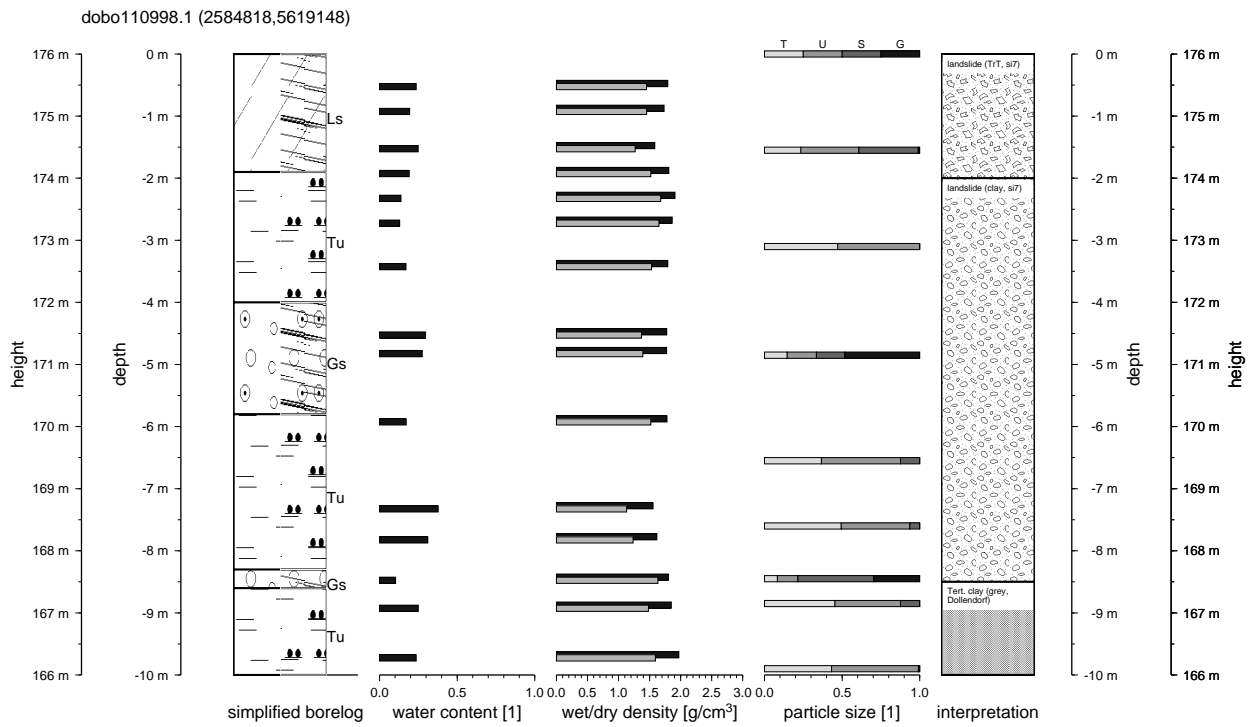 dobo110998.1 (2584818,5619148)
T U S G
176 m
175 m
174 m
173 m
172 m
171 m
170 m
169 m
168 m
167 m
166 m
height
0 m
-1 m
-2 m
-3 m
-4 m
-5 m
-6 m
-7 m
-8 m
-9 m
-10 m
depth
Ls
Tu
Gs
Tu
Gs
Tu
simplified borelog
0.0 1.0
water content [1]
0.0 0.5 1.0 1.5 2.0 2.5 3.0
wet/dry density [g/cm³]
0.0 0.5 1.0
particle size [1]
landslide (TrT, si7)
landslide (clay, si7)
Tert. clay (grey,
Dollendorf)
interpretation
0 m
-1 m
-2 m
-3 m
-4 m
-5 m
-6 m
-7 m
-8 m
-9 m
-10 m
depth
176 m
175 m
174 m
173 m
172 m
171 m
170 m
169 m
168 m
167 m
166 m
height